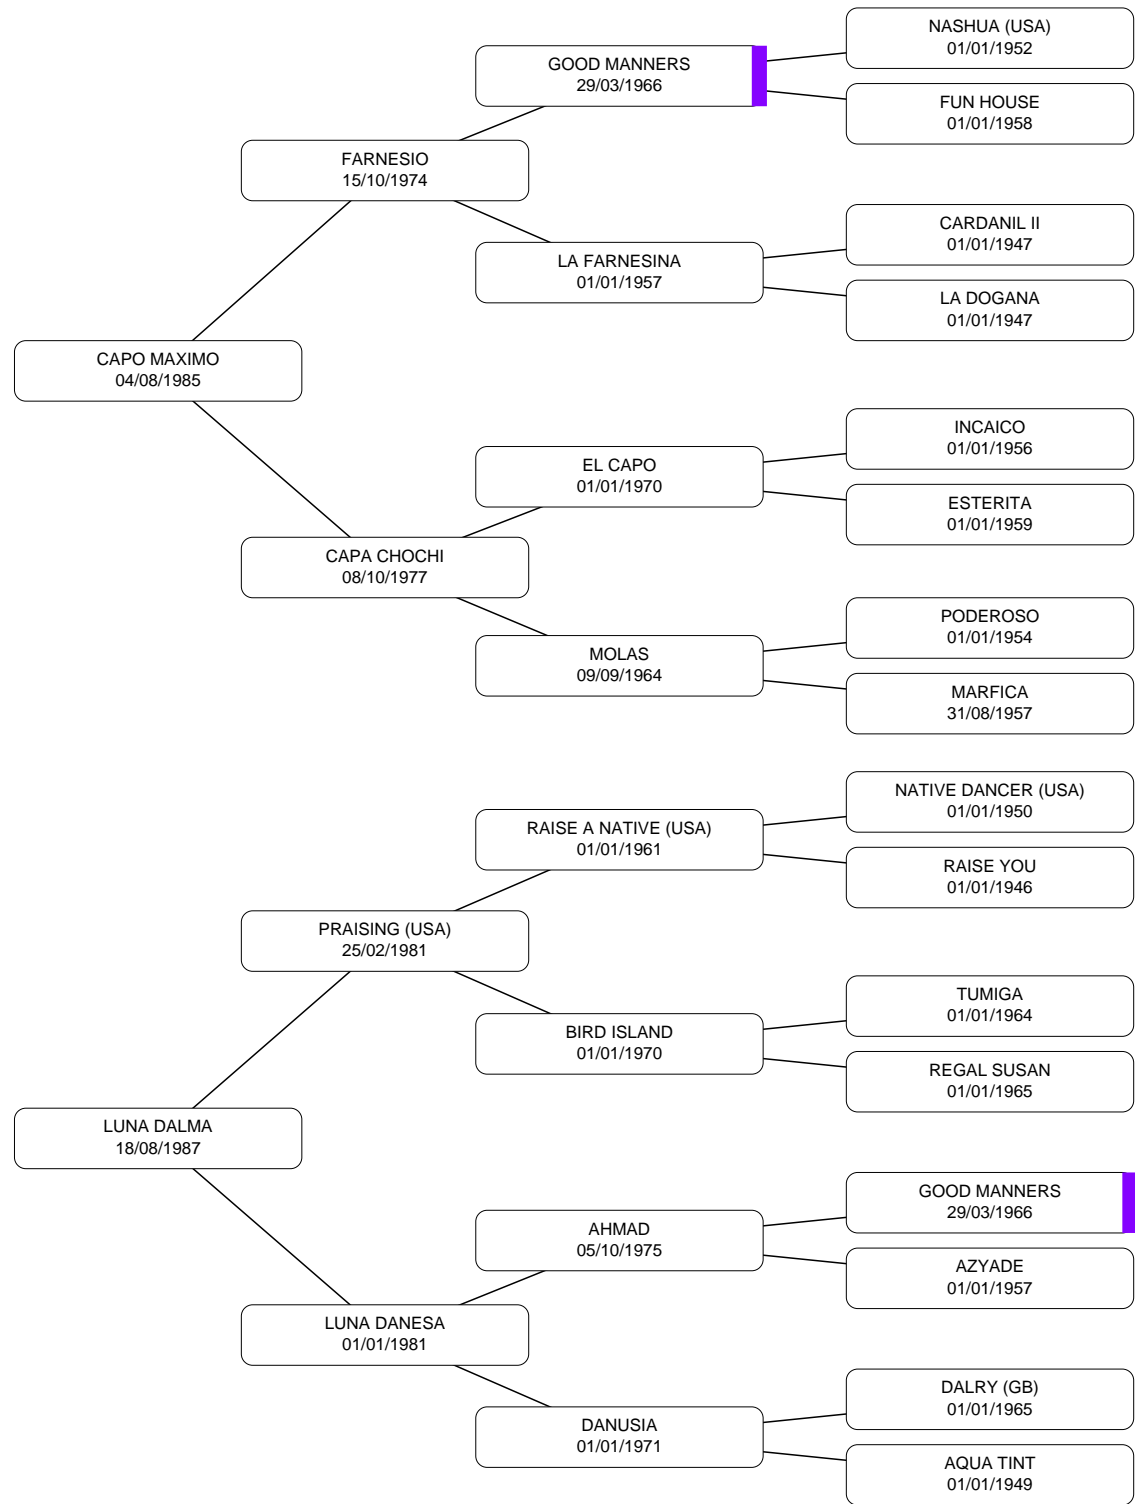 NASHUA (USA)
01/01/1952
GOOD MANNERS
29/03/1966
FUN HOUSE
01/01/1958
FARNESIO
15/10/1974
CARDANIL II
01/01/1947
LA FARNESINA
01/01/1957
LA DOGANA
01/01/1947
CAPO MAXIMO
04/08/1985
INCAICO
01/01/1956
EL CAPO
01/01/1970
ESTERITA
01/01/1959
CAPA CHOCHI
08/10/1977
PODEROSO
01/01/1954
MOLAS
09/09/1964
MARFICA
31/08/1957
NATIVE DANCER (USA)
01/01/1950
RAISE A NATIVE (USA)
01/01/1961
RAISE YOU
01/01/1946
PRAISING (USA)
25/02/1981
TUMIGA
01/01/1964
BIRD ISLAND
01/01/1970
REGAL SUSAN
01/01/1965
LUNA DALMA
18/08/1987
GOOD MANNERS
29/03/1966
AHMAD
05/10/1975
AZYADE
01/01/1957
LUNA DANESA
01/01/1981
DALRY (GB)
01/01/1965
DANUSIA
01/01/1971
AQUA TINT
01/01/1949